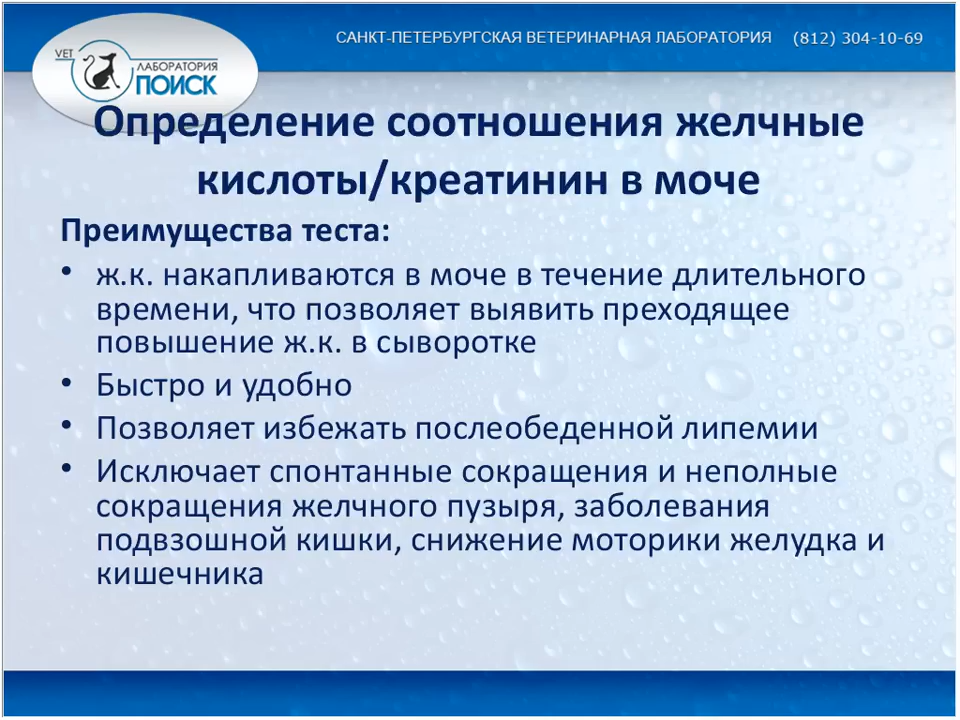 САНКТ-ПЕТЕРБУРГСКАЯ ВЕТЕРИНАРНАЯ ЛАБОРАТОРИЯ (812) 304-10-69
VET
ЛАБОРАТОРИЯ
ПОИСК
Определение соотношения желчные
кислоты/креатинин в моче
Преимущества теста:
• ж.к. накапливаются в моче в течение длительного
времени, что позволяет выявить преходящее
повышение ж.к. в сыворотке
• Быстро и удобно
• Позволяет избежать послеобеденной липемии
• Исключает спонтанные сокращения и неполные
сокращения желчного пузыря, заболевания
подвзошной кишки, снижение моторики желудка и
кишечника